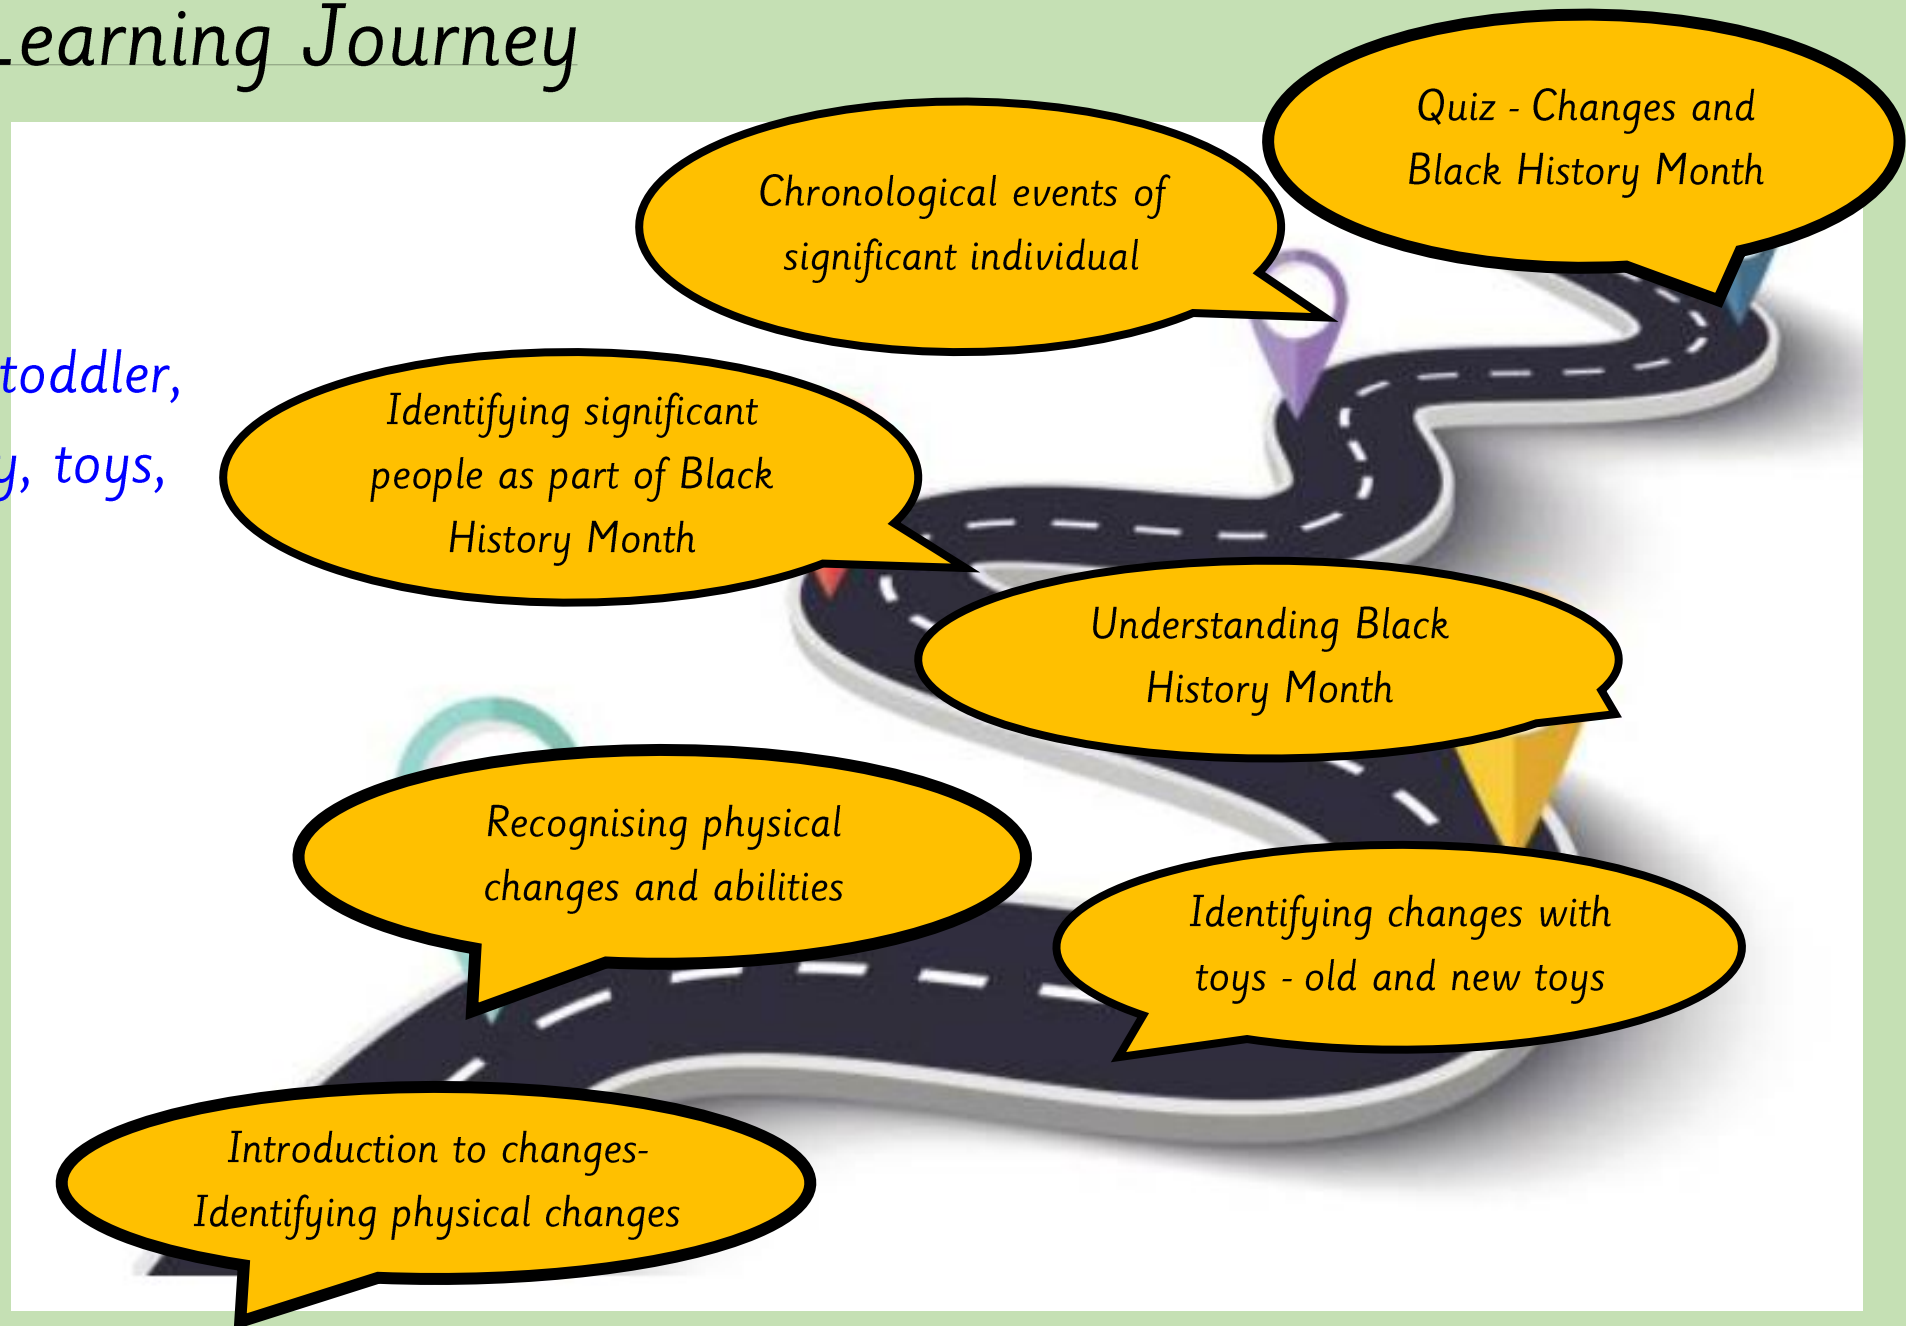 Learning Journey
Quiz - Changes and
Black History Month
Chronological events of
significant individual
toddler,
toys,
Identifying significant
people as part of Black
History Month
Understanding Black
History Month
Recognising physical
changes and abilities
Identifying changes with
toys - old and new toys
Introduction to changes-
Identifying physical changes